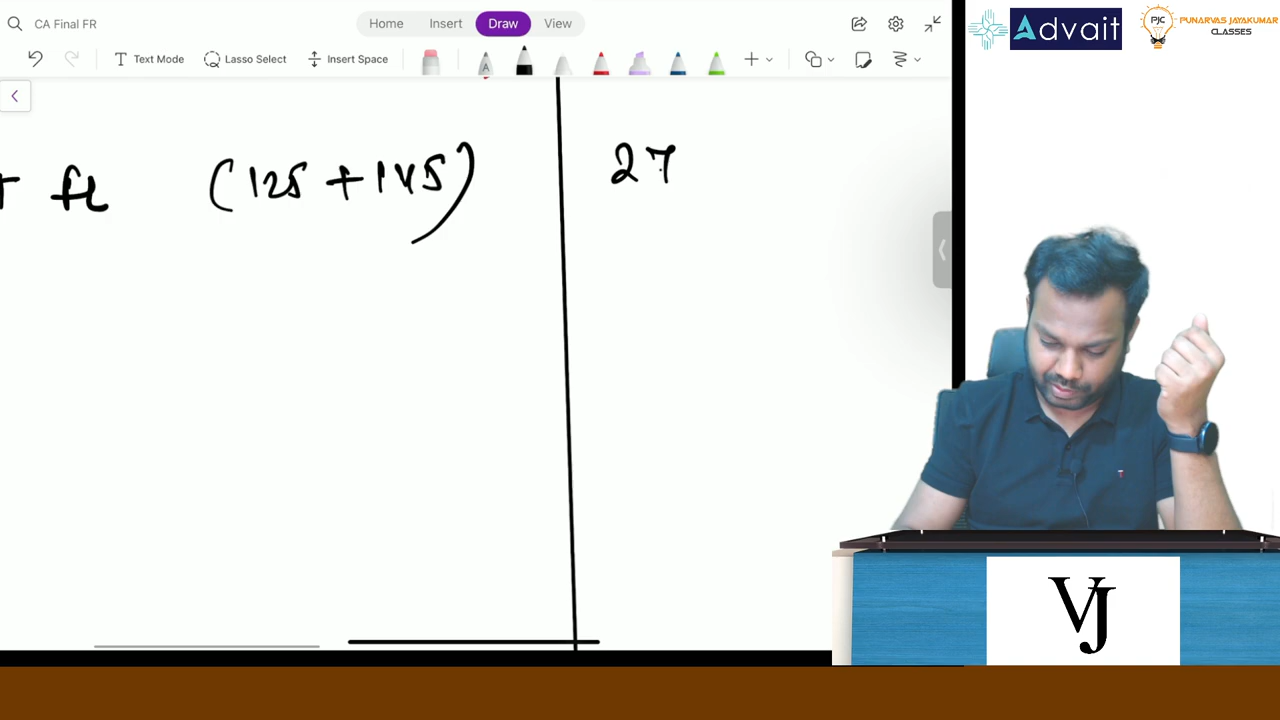 CA Final FR
Home Insert Draw View
Advait
PJC
PUNARVAS JAYAKUMAR
CLASSES
T Text Mode Lasso Select Insert Space
(125 + 145) 27
VJ